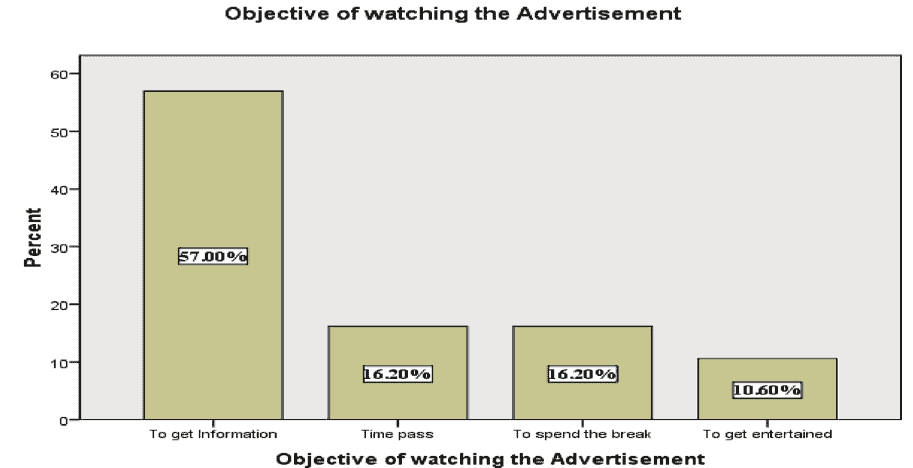 Objective of watching the Advertisement
Percent
60
50
40
30
20
10
0
57.00%
16.20%
16.20%
10.60%
To get Information
Time pass
To spend the break
To get entertained
Objective of watching the Advertisement